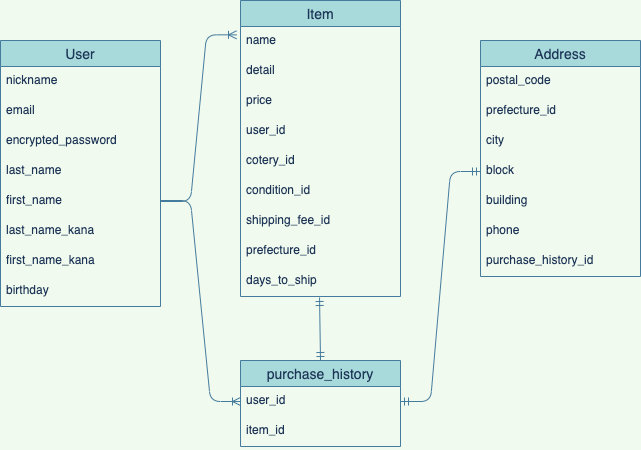 User
nickname
email
encrypted_password
last_name
first_name
last_name_kana
first_name_kana
birthday
Item
name
detail
price
user_id
cotery_id
condition_id
shipping_fee_id
prefecture_id
days_to_ship
purchase_history
user_id
item_id
Address
postal_code
prefecture_id
city
block
building
phone
purchase_history_id